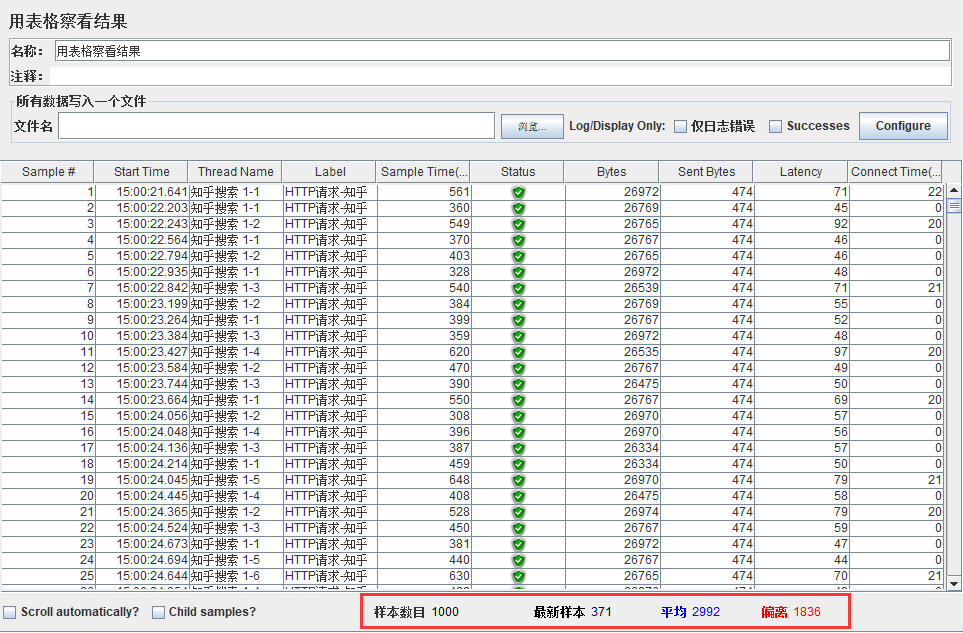 用表格察看结果
名称： 用表格察看结果
注释：
所有数据写入一个文件
文件名 浏览... Log/Display Only: 仅日志错误 Successes Configure
Sample # Start Time Thread Name Label Sample Time(... Status Bytes Sent Bytes Latency Connect Time(...
1 15:00:21.641 知乎搜索 1-1 HTTP请求-知乎 561 26972 474 71 22
2 15:00:22.203 知乎搜索 1-1 HTTP请求-知乎 360 26769 474 45 0
3 15:00:22.243 知乎搜索 1-2 HTTP请求-知乎 549 26765 474 92 20
4 15:00:22.564 知乎搜索 1-1 HTTP请求-知乎 370 26767 474 46 0
5 15:00:22.794 知乎搜索 1-2 HTTP请求-知乎 403 26765 474 46 0
6 15:00:22.935 知乎搜索 1-1 HTTP请求-知乎 328 26972 474 48 0
7 15:00:22.842 知乎搜索 1-3 HTTP请求-知乎 540 26539 474 71 21
8 15:00:23.199 知乎搜索 1-2 HTTP请求-知乎 384 26769 474 55 0
9 15:00:23.264 知乎搜索 1-1 HTTP请求-知乎 399 26767 474 52 0
10 15:00:23.384 知乎搜索 1-3 HTTP请求-知乎 359 26972 474 48 0
11 15:00:23.427 知乎搜索 1-4 HTTP请求-知乎 620 26535 474 97 20
12 15:00:23.584 知乎搜索 1-2 HTTP请求-知乎 470 26767 474 49 0
13 15:00:23.744 知乎搜索 1-3 HTTP请求-知乎 390 26475 474 50 0
14 15:00:23.664 知乎搜索 1-1 HTTP请求-知乎 550 26767 474 69 20
15 15:00:24.056 知乎搜索 1-2 HTTP请求-知乎 308 26970 474 57 0
16 15:00:24.048 知乎搜索 1-4 HTTP请求-知乎 396 26970 474 56 0
17 15:00:24.136 知乎搜索 1-3 HTTP请求-知乎 387 26334 474 57 0
18 15:00:24.214 知乎搜索 1-1 HTTP请求-知乎 459 26334 474 50 0
19 15:00:24.045 知乎搜索 1-5 HTTP请求-知乎 648 26970 474 79 21
20 15:00:24.445 知乎搜索 1-4 HTTP请求-知乎 408 26475 474 58 0
21 15:00:24.365 知乎搜索 1-2 HTTP请求-知乎 528 26974 474 79 20
22 15:00:24.524 知乎搜索 1-3 HTTP请求-知乎 450 26767 474 59 0
23 15:00:24.673 知乎搜索 1-1 HTTP请求-知乎 381 26972 474 47 0
24 15:00:24.694 知乎搜索 1-5 HTTP请求-知乎 440 26767 474 44 0
25 15:00:24.644 知乎搜索 1-6 HTTP请求-知乎 630 26765 474 70 21
Scroll automatically? Child samples? 样本数目 1000 最新样本 371 平均 2992 偏离 1836